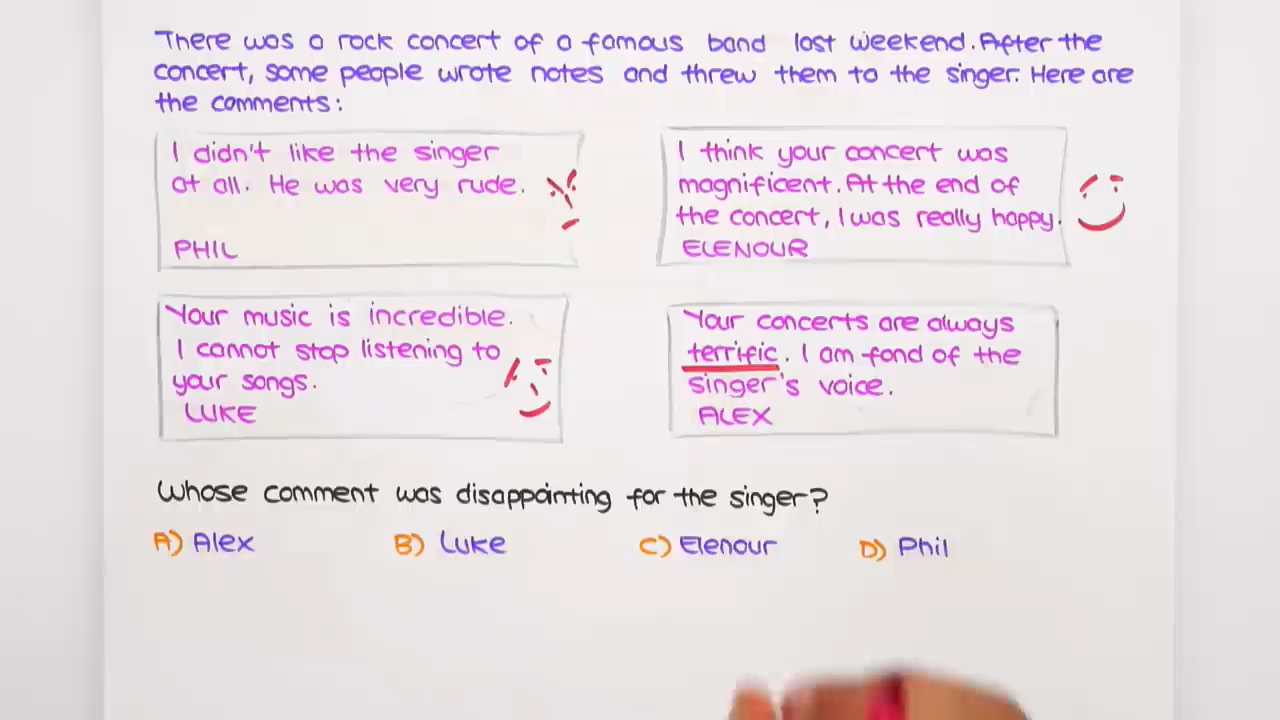 There was a rock concert of a famous band last weekend. After the
concert, some people wrote notes and threw them to the singer. Here are
the comments:
I didn't like the singer
at all. He was very rude.
PHIL
I think your concert was
magnificent. At the end of
the concert, I was really happy.
ELENOUR
Your music is incredible.
I cannot stop listening to
your songs.
LUKE
Your concerts are always
terrific. I am fond of the
singer's voice.
ALEX
Whose comment was disappointing for the singer?
A) Alex
B) Luke
C) Elenour
D) Phil